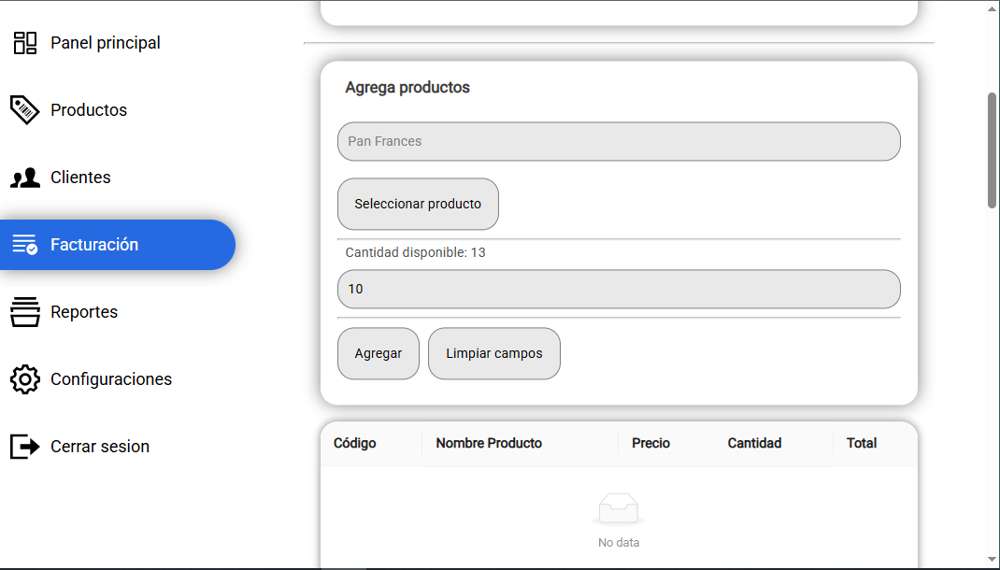 Panel principal
Productos
Clientes
Facturación
Reportes
Configuraciones
Cerrar sesion
Agrega productos
Pan Frances
Seleccionar producto
Cantidad disponible: 13
10
Agregar Limpiar campos
Código Nombre Producto Precio Cantidad Total
No data